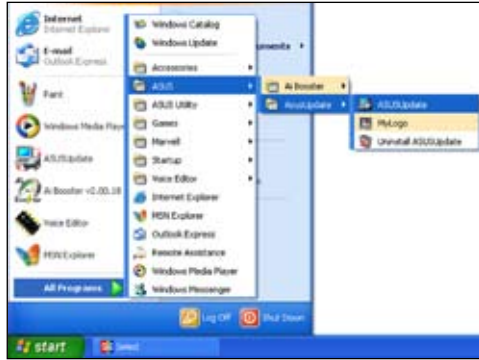 Internet
Internet Explorer
E-mail
Outlook Express
Paint
Windows Media Player
ASUSUpdate
Ai Booster v2.00.18
Voice Editor
MSN Explorer
All Programs
Windows Catalog
Windows Update
Accessories
ASUS
ASUS Utility
Games
Marvell
Startup
Voice Editor
Internet Explorer
MSN Explorer
Outlook Express
Remote Assistance
Windows Media Player
Windows Messenger
Ai Booster
AsusUpdate
ASUSUpdate
MyLogo
Uninstall ASUSUpdate
Log Off
Shut Down
start